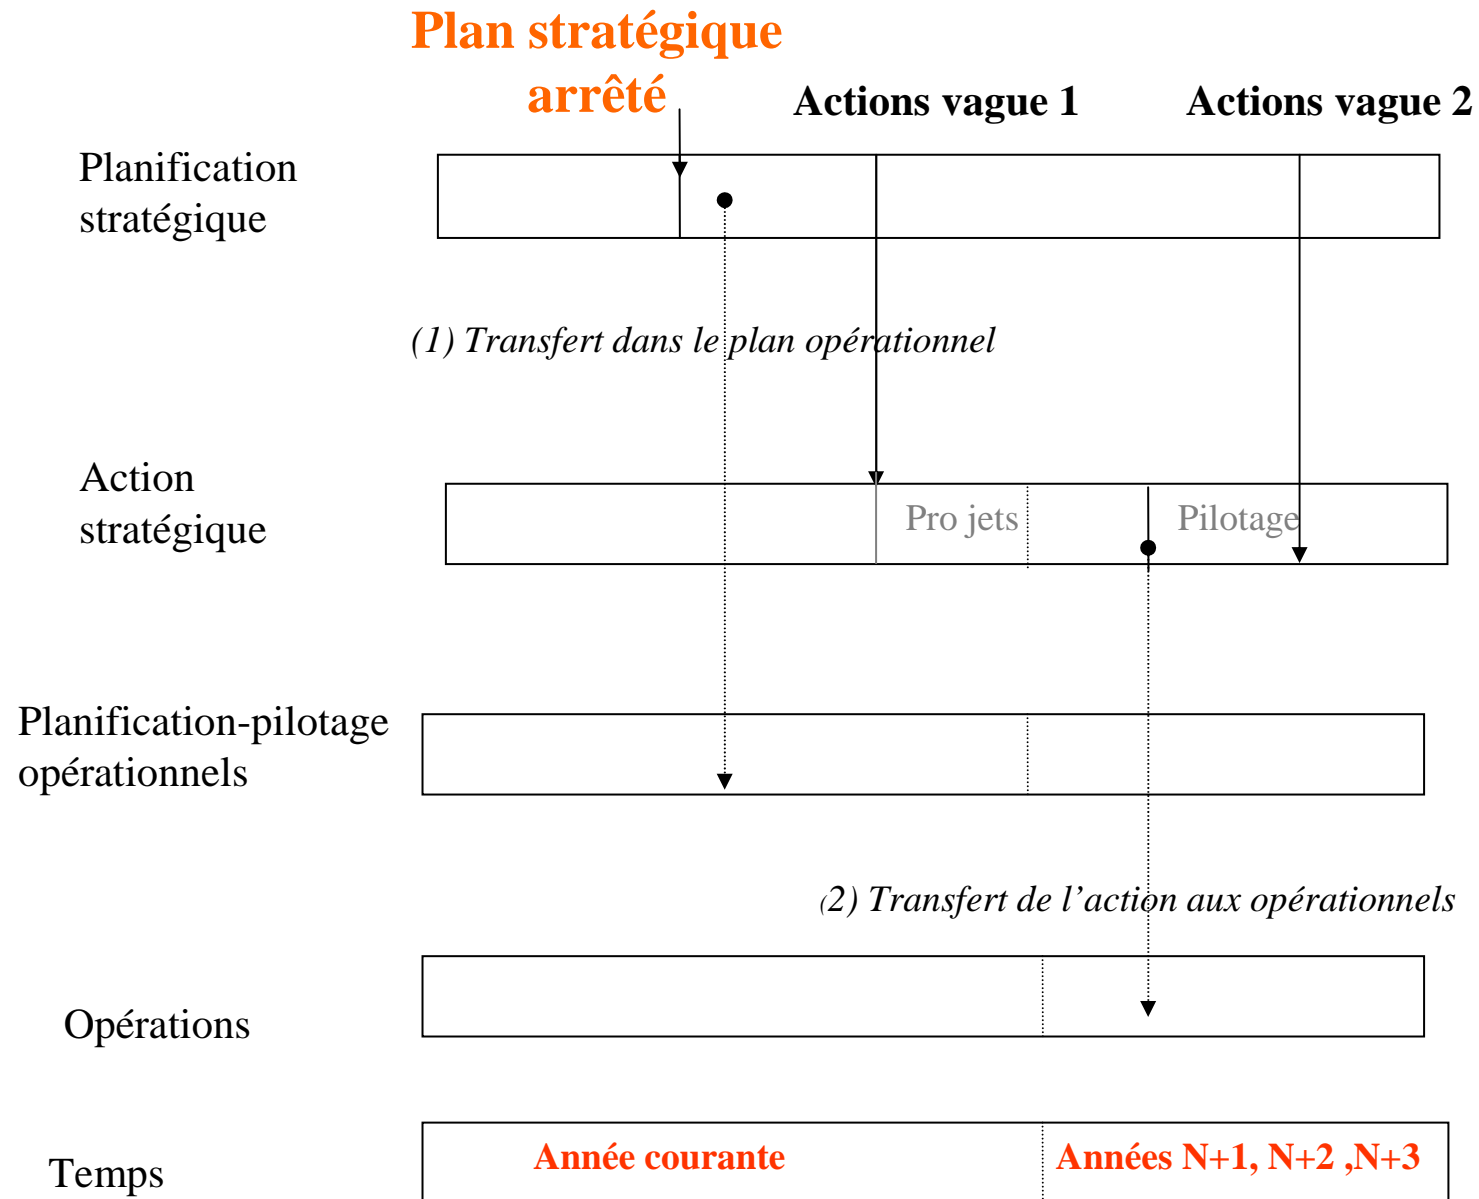 Plan stratégique
arrêté
Actions vague 1
Actions vague 2
Planification
stratégique
(1) Transfert dans le plan opérationnel
Action
stratégique
Pro jets
Pilotage
Planification-pilotage
opérationnels
(2) Transfert de l’action aux opérationnels
Opérations
Temps
Année courante
Années N+1, N+2 ,N+3